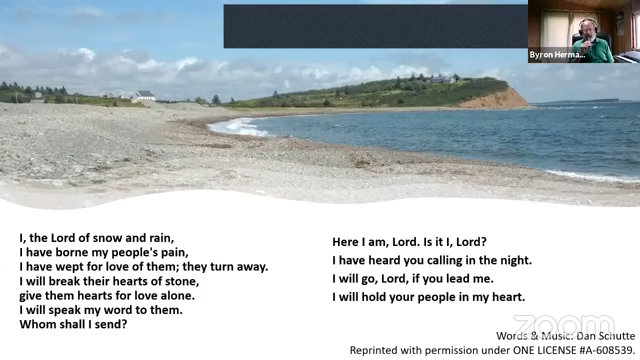 Byron Herma...
I, the Lord of snow and rain,
I have borne my people's pain,
I have wept for love of them; they turn away.
I will break their hearts of stone,
give them hearts for love alone.
I will speak my word to them.
Whom shall I send?
Here I am, Lord. Is it I, Lord?
I have heard you calling in the night.
I will go, Lord, if you lead me.
I will hold your people in my heart.
Words & Music: Dan Schutte
Reprinted with permission under ONE LICENSE #A-608539.
zoom